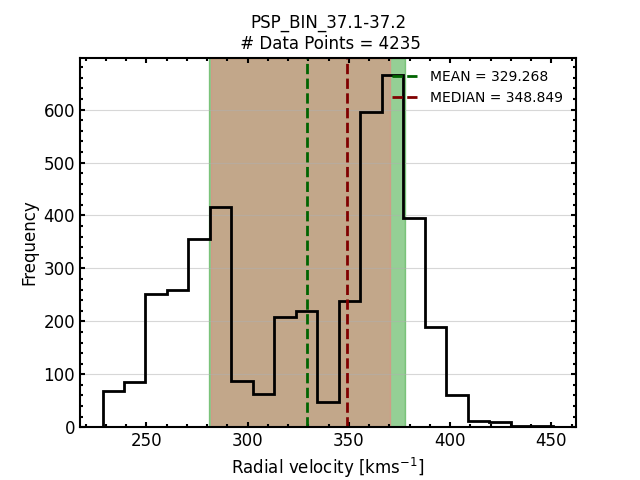 PSP_BIN_37.1-37.2
# Data Points = 4235
MEAN = 329.268
MEDIAN = 348.849
600
500
400
300
200
100
0
Frequency
250 300 350 400 450
Radial velocity [kms⁻¹]